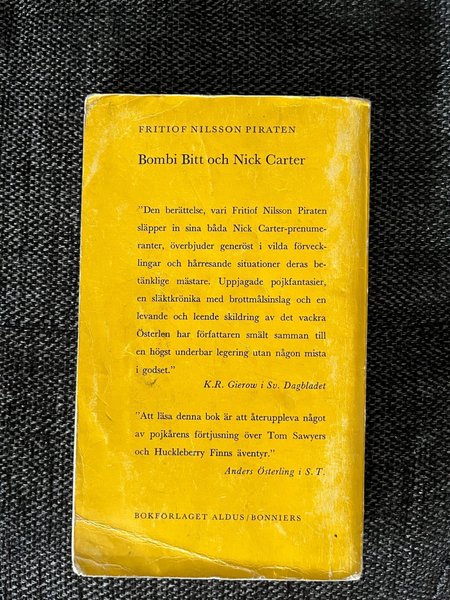 FRITIOF NILSSON PIRATEN
Bombi Bitt och Nick Carter
"Den berättelse, vari Fritiof Nilsson Piraten
släpper in sina båda Nick Carter-prenume-
ranter, överbjuder generöst i vilda förveck-
lingar och hårresande situationer deras be-
tänklige mästare. Uppjagade pojkfantasier,
en släktkrönika med brottmålsinslag och en
levande och leende skildring av det vackra
Österlen har författaren smält samman till
en högst underbar legering utan någon mista
i godset."
K.R. Gierow i Sv. Dagbladet
"Att läsa denna bok är att återuppleva något
av pojkårens förtjusning över Tom Sawyers
och Huckleberry Finns äventyr."
Anders Österling i S.T.
BOKFÖRLAGET ALDUS/BONNIERS